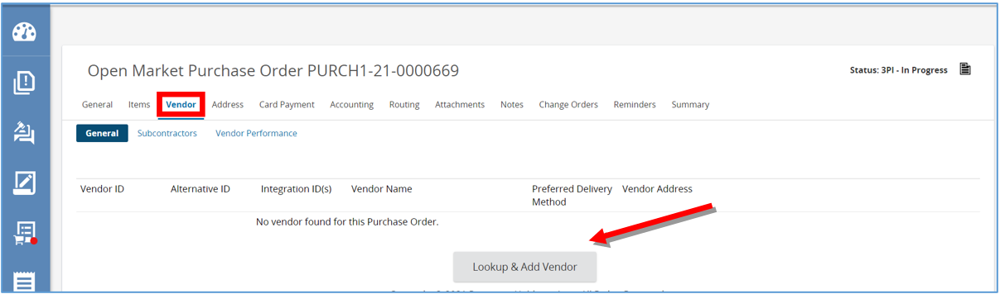 Open Market Purchase Order PURCH1-21-0000669
Status: 3PI - In Progress
General Items Vendor Address Card Payment Accounting Routing Attachments Notes Change Orders Reminders Summary
General Subcontractors Vendor Performance
Vendor ID Alternative ID Integration ID(s) Vendor Name Preferred Delivery Vendor Address
Method
No vendor found for this Purchase Order.
Lookup & Add Vendor